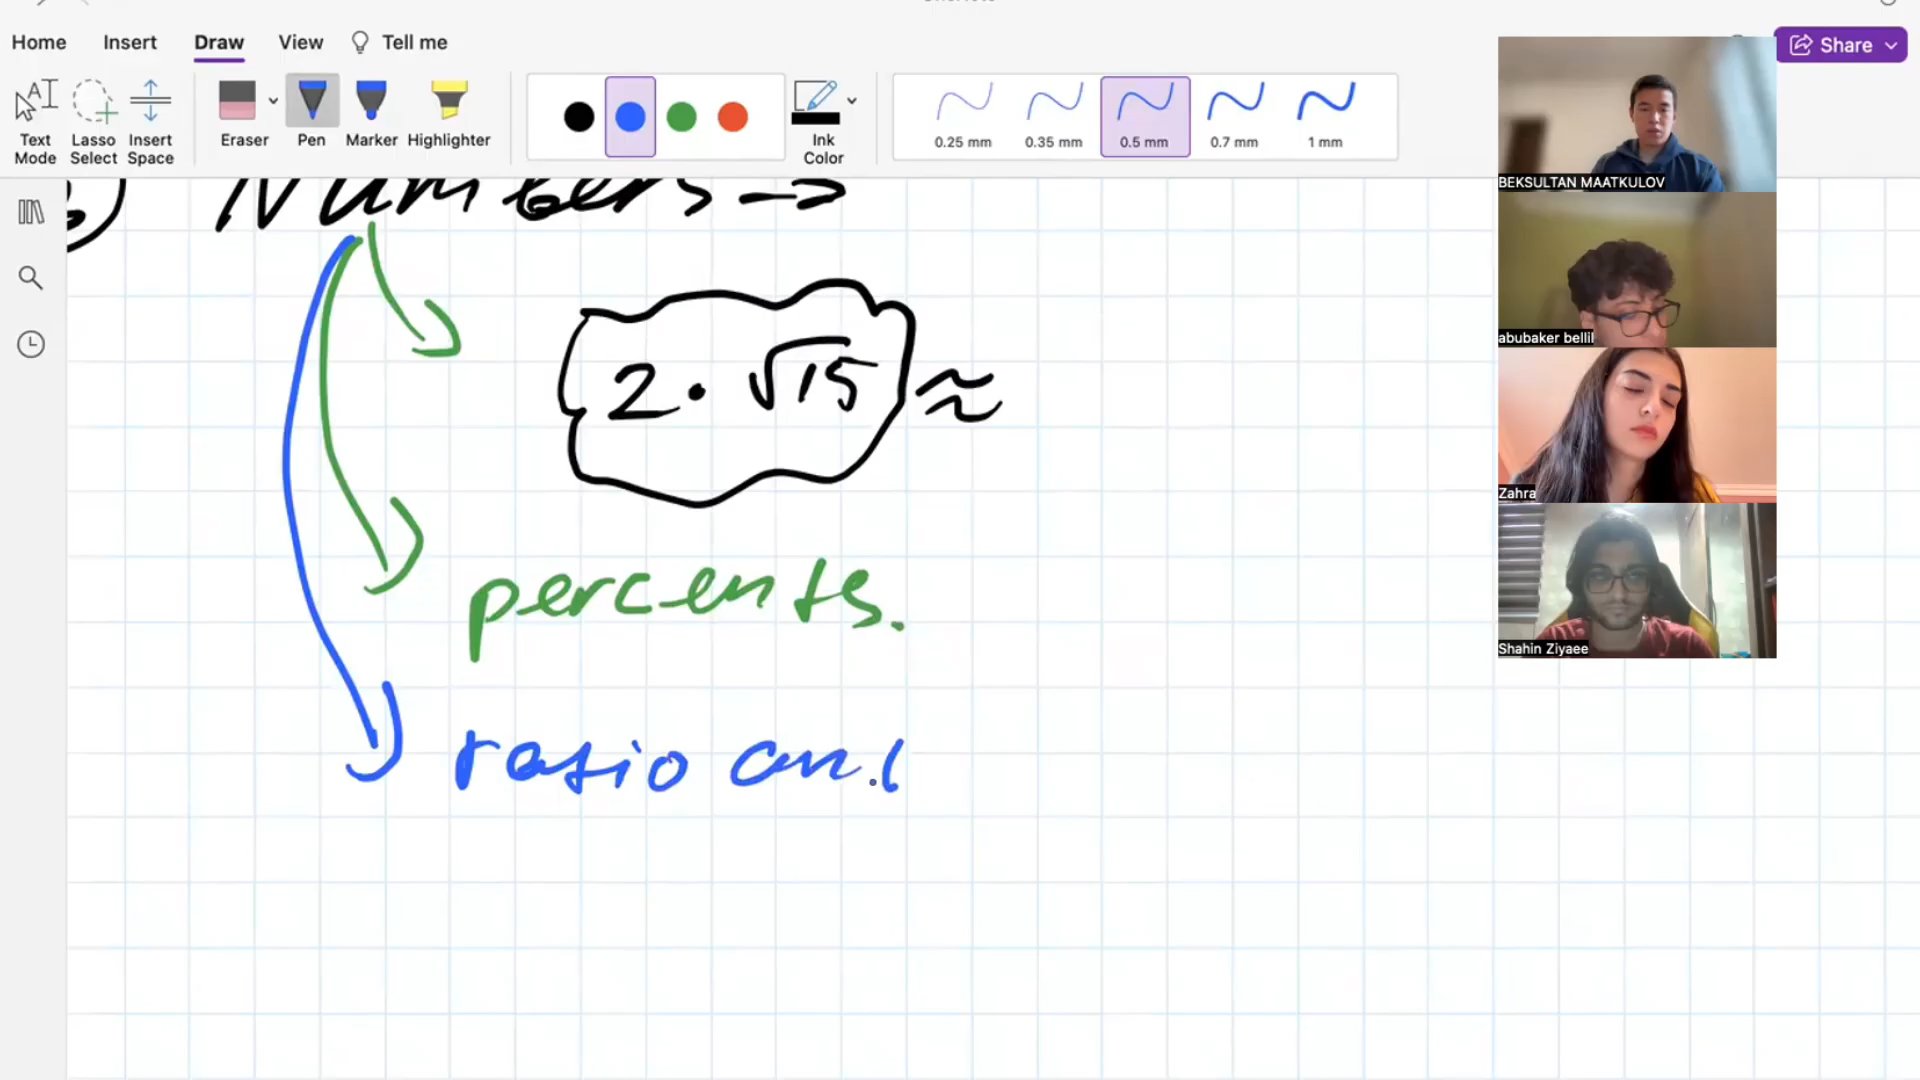 Home Insert Draw View Tell me
Share
Text Mode
Lasso Select
Insert Space
Eraser
Pen
Marker
Highlighter
Ink Color
0.25 mm
0.35 mm
0.5 mm
0.7 mm
1 mm
BEKSULTAN MAATKULOV
abubaker bellil
Zahra
Shahin Ziyaee
Numbers →
2 · √15 ≈
percents.
ratio an